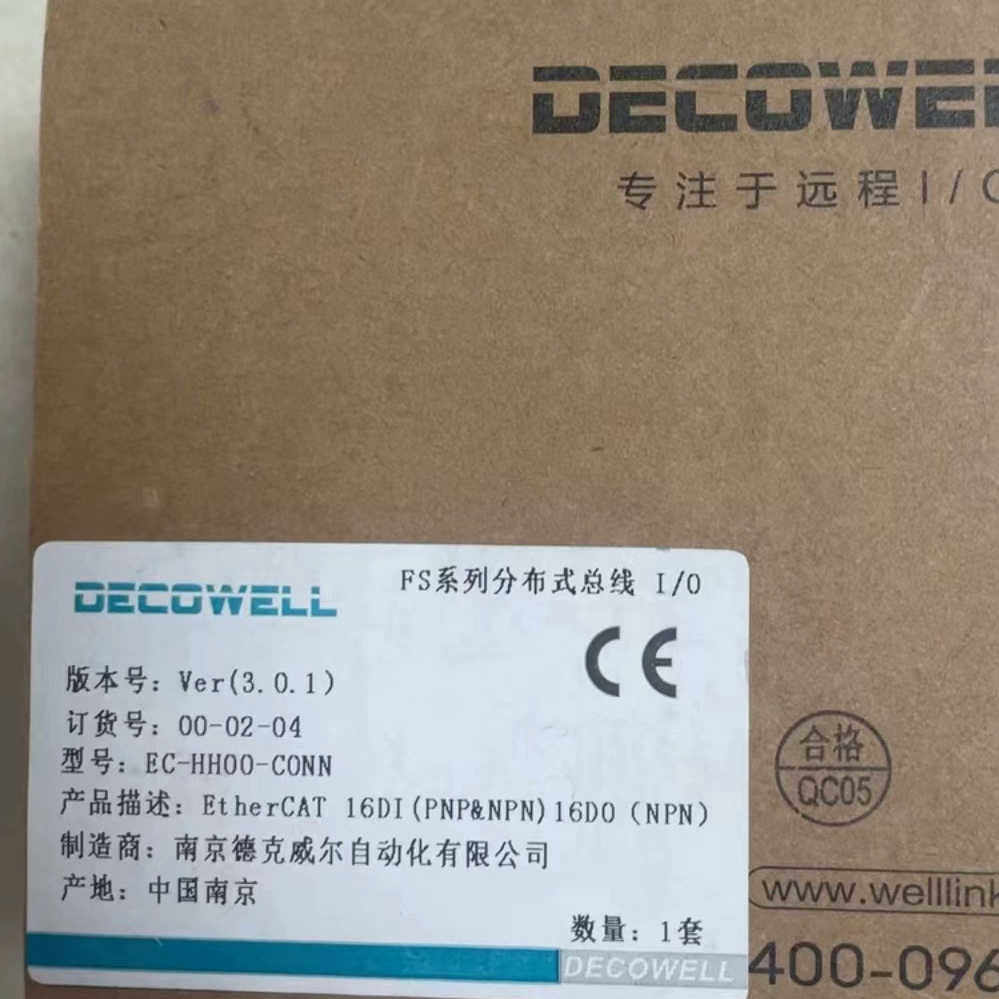 DECOWE
专注于远程I/
DECOWELL
FS系列分布式总线 I/O
CE
版本号：Ver(3.0.1)
订货号：00-02-04
型号：EC-HH00-CONN
产品描述：EtherCAT 16DI(PNP&NPN)16DO（NPN）
制造商：南京德克威尔自动化有限公司
产地：中国南京
数量：1套
DECOWELL
合格
QC05
www.welllink
400-096